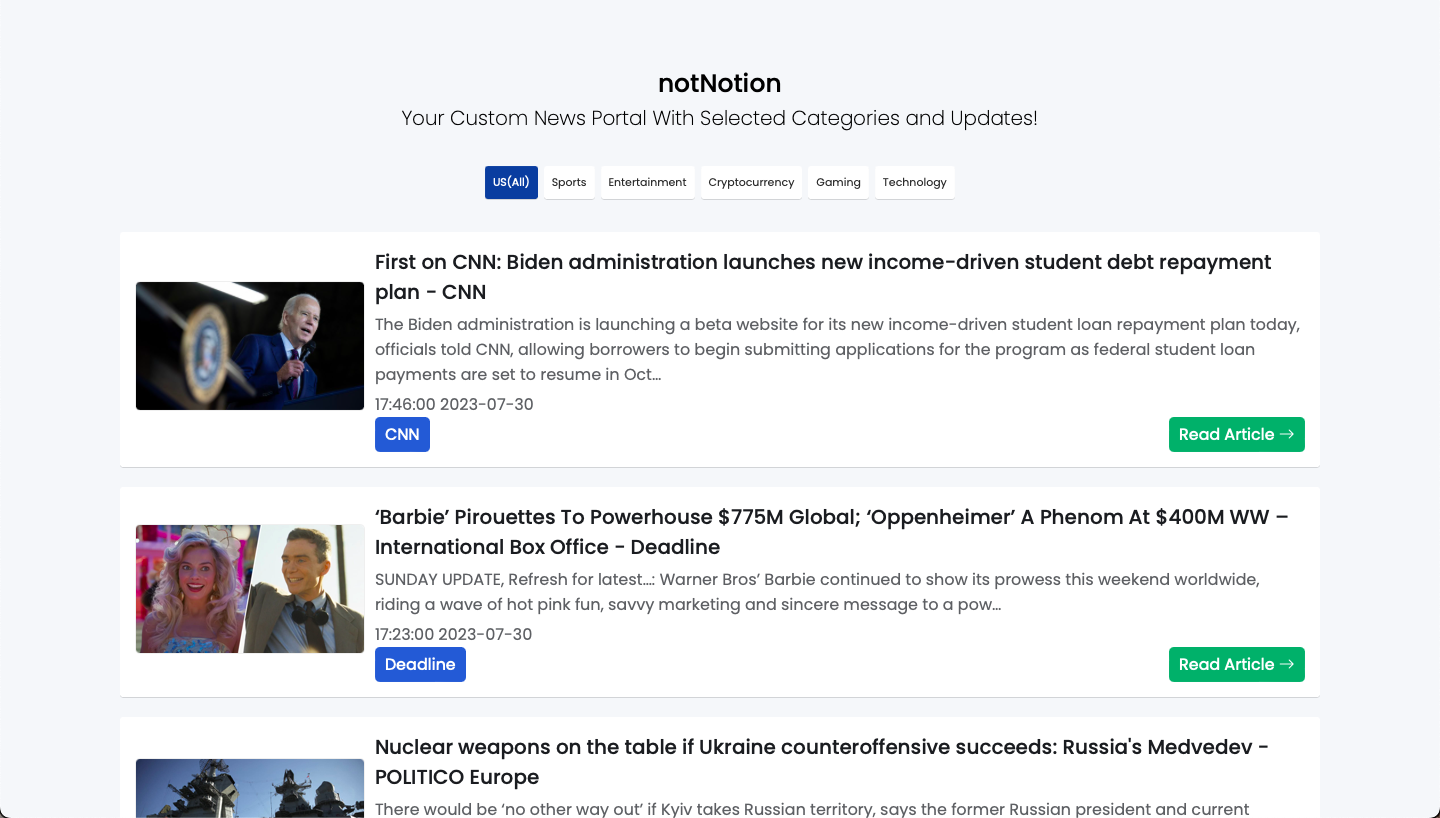 notNotion
Your Custom News Portal With Selected Categories and Updates!
US(All) Sports Entertainment Cryptocurrency Gaming Technology
First on CNN: Biden administration launches new income-driven student debt repayment
plan - CNN
The Biden administration is launching a beta website for its new income-driven student loan repayment plan today,
officials told CNN, allowing borrowers to begin submitting applications for the program as federal student loan
payments are set to resume in Oct...
17:46:00 2023-07-30
CNN
Read Article →
‘Barbie’ Pirouettes To Powerhouse $775M Global; ‘Oppenheimer’ A Phenom At $400M WW –
International Box Office - Deadline
SUNDAY UPDATE, Refresh for latest…: Warner Bros’ Barbie continued to show its prowess this weekend worldwide,
riding a wave of hot pink fun, savvy marketing and sincere message to a pow...
17:23:00 2023-07-30
Deadline
Read Article →
Nuclear weapons on the table if Ukraine counteroffensive succeeds: Russia's Medvedev -
POLITICO Europe
There would be ‘no other way out’ if Kyiv takes Russian territory, says the former Russian president and current